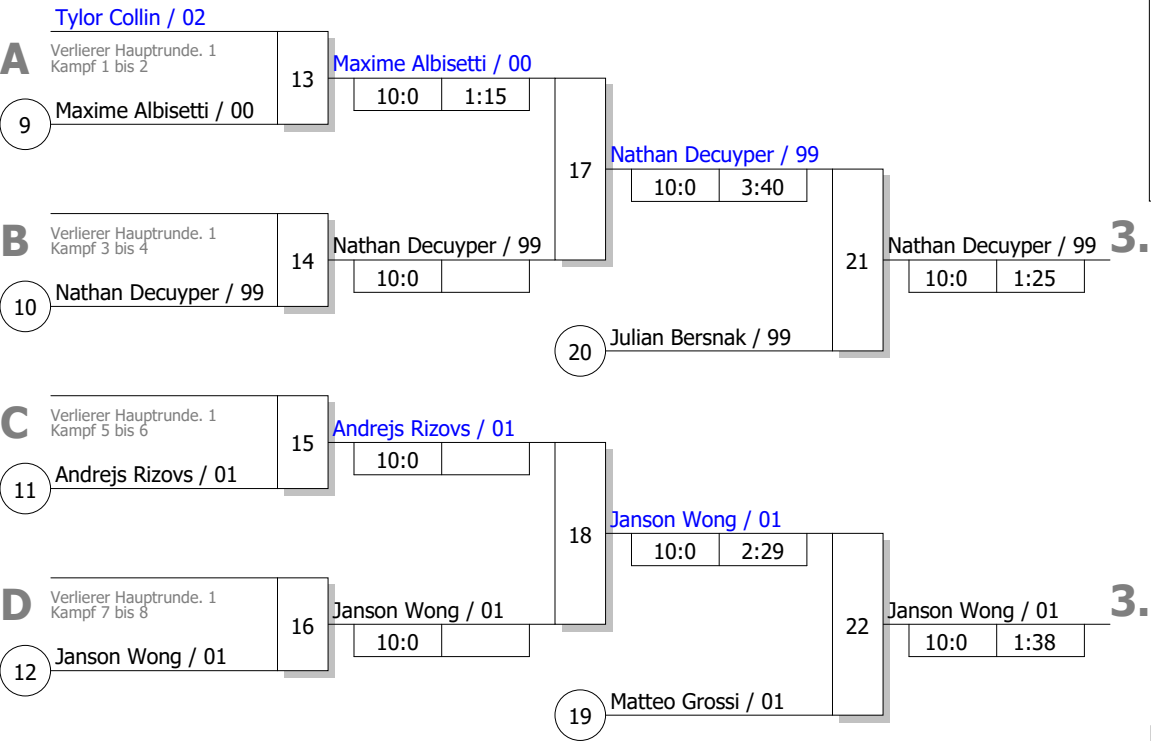 Tylor Collin / 02
A
Verlierer Hauptrunde. 1
Kampf 1 bis 2
13
Maxime Albisetti / 00
10:0 1:15
9
Maxime Albisetti / 00
17
Nathan Decuyper / 99
10:0 3:40
B
Verlierer Hauptrunde. 1
Kampf 3 bis 4
14
Nathan Decuyper / 99
10:0
10
Nathan Decuyper / 99
21
Nathan Decuyper / 99
3.
10:0 1:25
20
Julian Bersnak / 99
C
Verlierer Hauptrunde. 1
Kampf 5 bis 6
15
Andrejs Rizovs / 01
10:0
11
Andrejs Rizovs / 01
18
Janson Wong / 01
10:0 2:29
D
Verlierer Hauptrunde. 1
Kampf 7 bis 8
16
Janson Wong / 01
10:0
12
Janson Wong / 01
22
Janson Wong / 01
3.
10:0 1:38
19
Matteo Grossi / 01